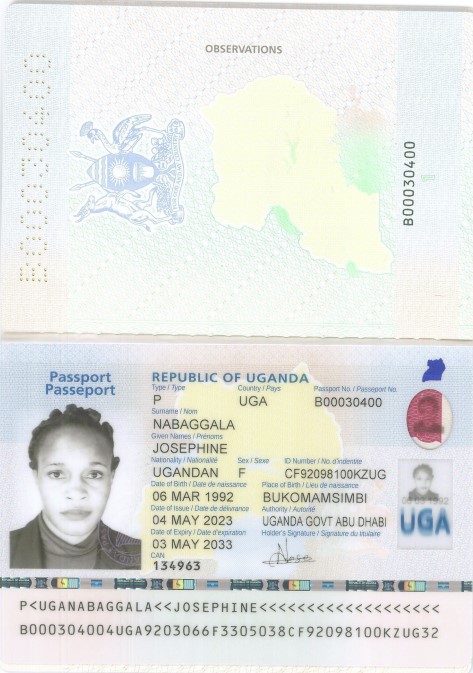 OBSERVATIONS
B00030400
B00030400
Passport
Passeport
REPUBLIC OF UGANDA
Type / Type Country / Pays Passport No. / Passeport No.
P UGA B00030400
Surname / Nom
NABAGGALA
Given Names / Prénoms
JOSEPHINE
Nationality / Nationalité Sex / Sexe ID Number / No. d'indentite
UGANDAN F CF92098100KZUG
Date of Birth / Date de naissance Place of Birth / Lieu de naissance
06 MAR 1992 BUKOMAMSIMBI
Date of Issue / Date de délivrance Authority / Autorité
04 MAY 2023 UGANDA GOVT ABU DHABI
Date of Expiry / Date d'expiration Holder's Signature / Signature du titulaire
03 MAY 2033
CAN
134963
UGA
P<UGANABAGGALA<<JOSEPHINE<<<<<<<<<<<<<<<<<<<
B000304004UGA9203066F3305038CF92098100KZUG32